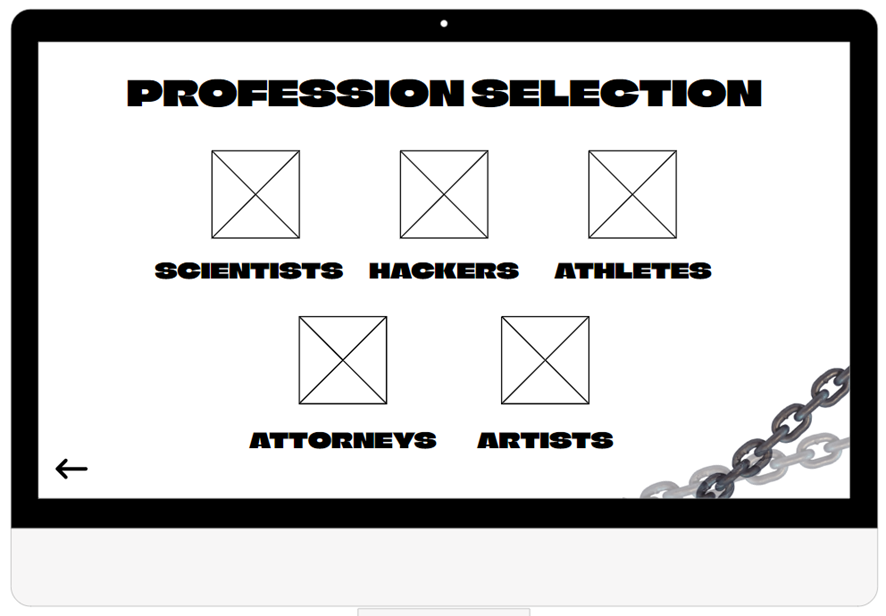 PROFESSION SELECTION
SCIENTISTS HACKERS ATHLETES
ATTORNEYS ARTISTS